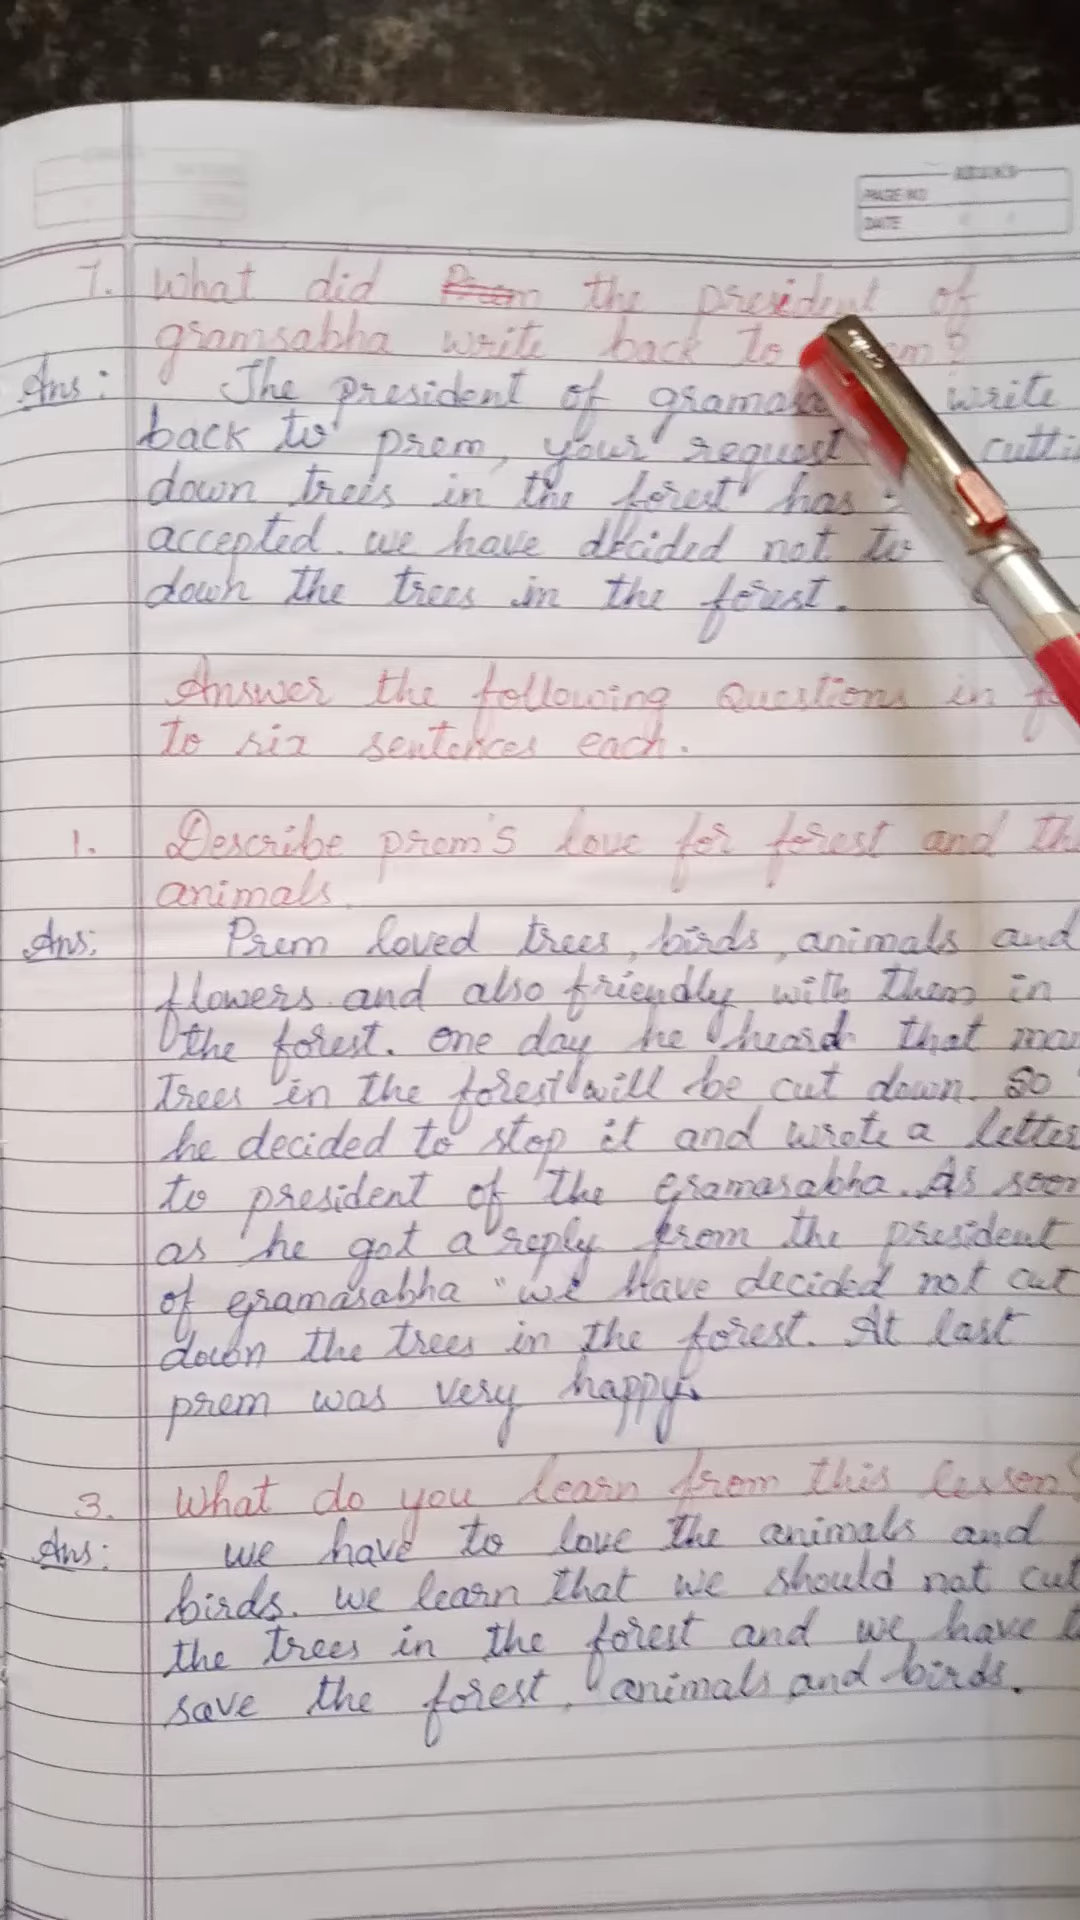 PAGE NO
DATE
7. What did the president of
gramsabha write back to
Ans: The president of write
back to prem, your request
down trees in the forest has
accepted. we have decided not to
down the trees in the forest.
Answer the following Questions in
to six sentences each.
1. Describe prem's love for forest and
animals.
Ans: Prem loved trees, birds, animals and
flowers and also friendly with them in
the forest. One day he heard that
trees in the forest will be cut down. So
he decided to stop it and wrote a letter
to president of the gramasabha. As soon
as he got a reply from the president
of gramasabha "we have decided not cut
down the trees in the forest. At last
prem was very happy.
3. What do you learn from this lesson
Ans: we have to love the animals and
birds. we learn that we should not cut
the trees in the forest and we have
save the forest, animals and birds.